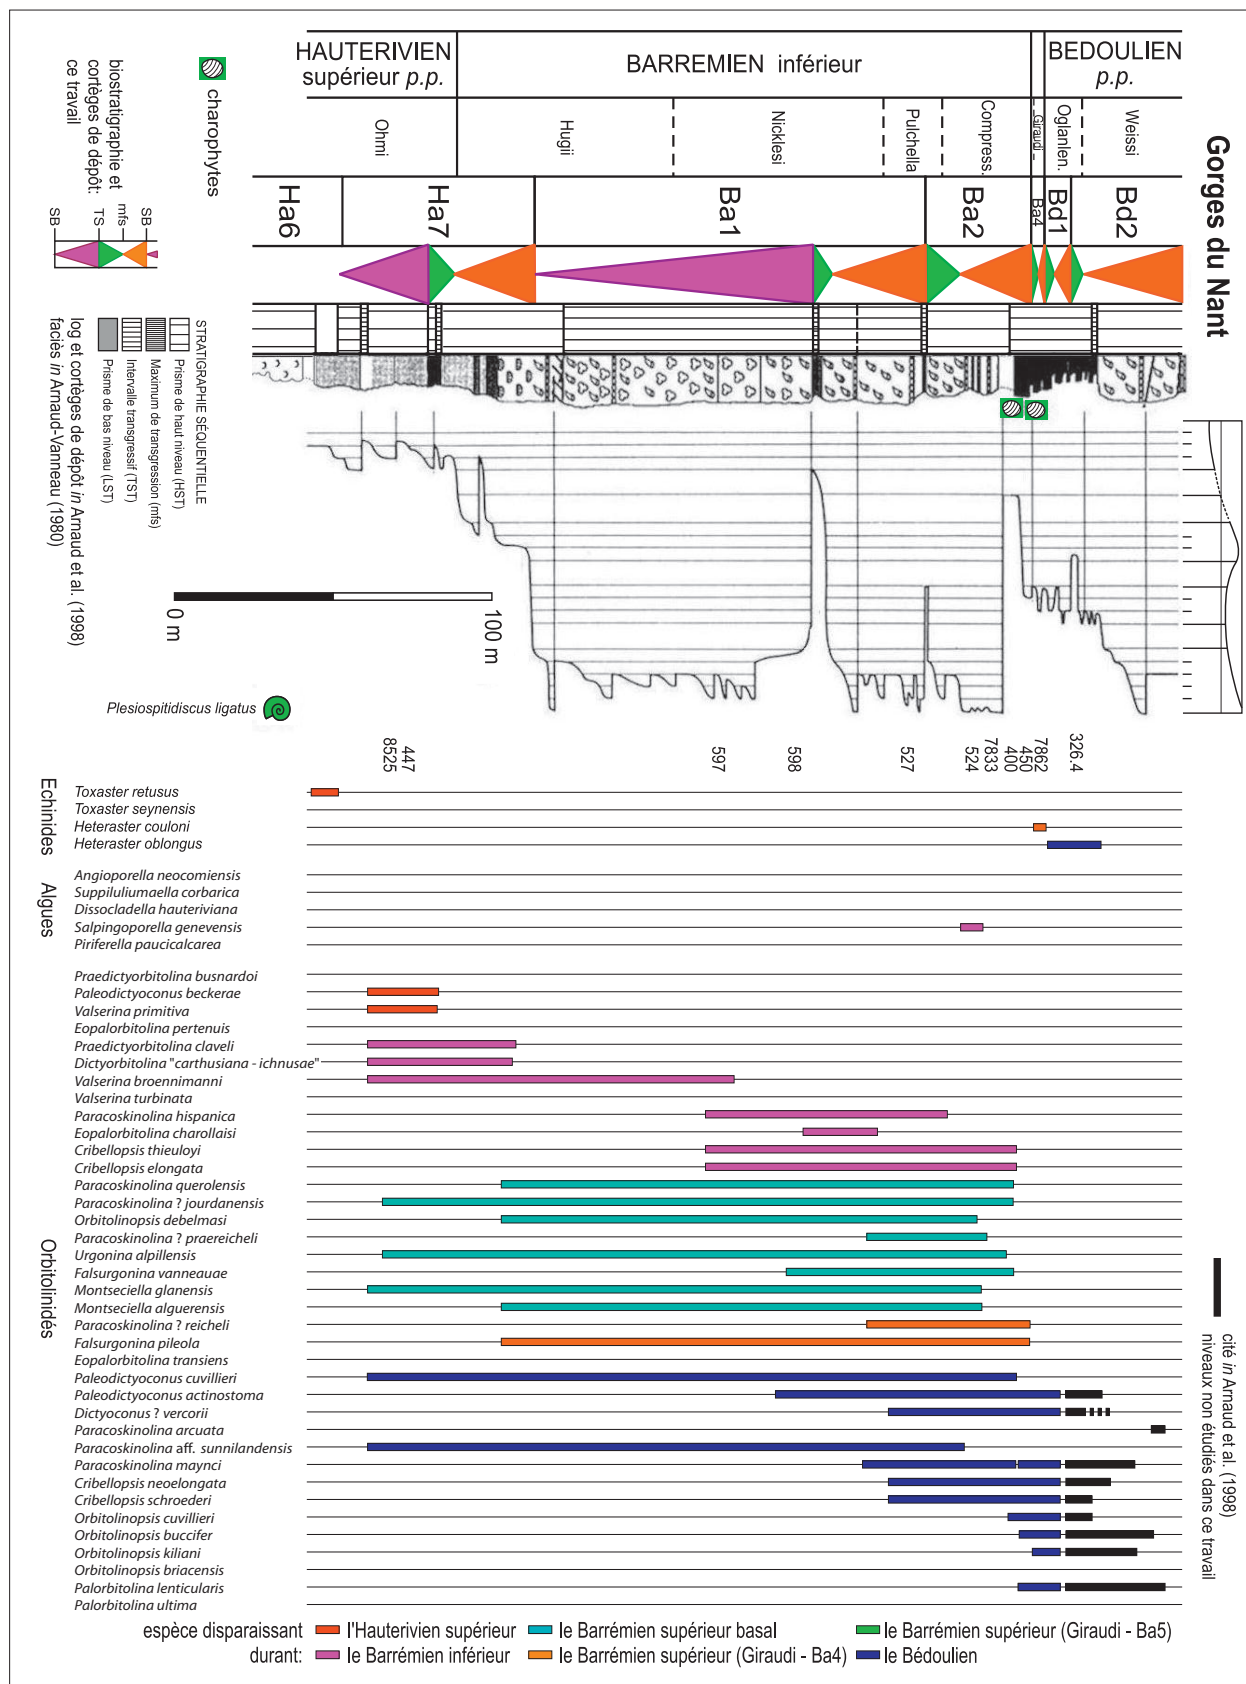 Gorges du Nant
HAUTERIVIEN
supérieur p.p.
BARREMIEN inférieur
BEDOULIEN
p.p.
Ohmi
Hugii
Nicklesi
Pulchella
Compress.
Giraudi
Oglanlen.
Weissi
Ha6
Ha7
Ba1
Ba2
Ba4
Bd1
Bd2
charophytes
biostratigraphie et
cortèges de dépôt:
ce travail
SB
mfs
TS
SB
STRATIGRAPHIE SÉQUENTIELLE
Prisme de haut niveau (HST)
Maximum de transgression (mfs)
Intervalle transgressif (TST)
Prisme de bas niveau (LST)
log et cortèges de dépôt in Arnaud et al. (1998)
faciès in Arnaud-Vanneau (1980)
0 m
100 m
Plesiospitidiscus ligatus
8525
447
597
598
527
524
7833
400
450
7862
326.4
Echinides
Toxaster retusus
Toxaster seynensis
Heteraster couloni
Heteraster oblongus
Algues
Angioporella neocomiensis
Suppiluliumaella corbarica
Dissocladella hauteriviana
Salpingoporella genevensis
Piriferella paucicalcarea
Orbitolinidés
Praedictyorbitolina busnardoi
Paleodictyoconus beckerae
Valserina primitiva
Eopalorbitolina pertenuis
Praedictyorbitolina claveli
Dictyorbitolina "carthusiana - ichnusae"
Valserina broennimanni
Valserina turbinata
Paracoskinolina hispanica
Eopalorbitolina charollaisi
Cribellopsis thieuloyi
Cribellopsis elongata
Paracoskinolina querolensis
Paracoskinolina ? jourdanensis
Orbitolinopsis debelmasi
Paracoskinolina ? praereicheli
Urgonina alpillensis
Falsurgonina vanneauae
Montseciella glanensis
Montseciella alguerensis
Paracoskinolina ? reicheli
Falsurgonina pileola
Eopalorbitolina transiens
Paleodictyoconus cuvillieri
Paleodictyoconus actinostoma
Dictyoconus ? vercorii
Paracoskinolina arcuata
Paracoskinolina aff. sunnilandensis
Paracoskinolina maynci
Cribellopsis neoelongata
Cribellopsis schroederi
Orbitolinopsis cuvillieri
Orbitolinopsis buccifer
Orbitolinopsis kiliani
Orbitolinopsis briacensis
Palorbitolina lenticularis
Palorbitolina ultima
cité in Arnaud et al. (1998)
niveaux non étudiés dans ce travail
espèce disparaissant
durant:
l'Hauterivien supérieur
le Barrémien inférieur
le Barrémien supérieur basal
le Barrémien supérieur (Giraudi - Ba4)
le Barrémien supérieur (Giraudi - Ba5)
le Bédoulien